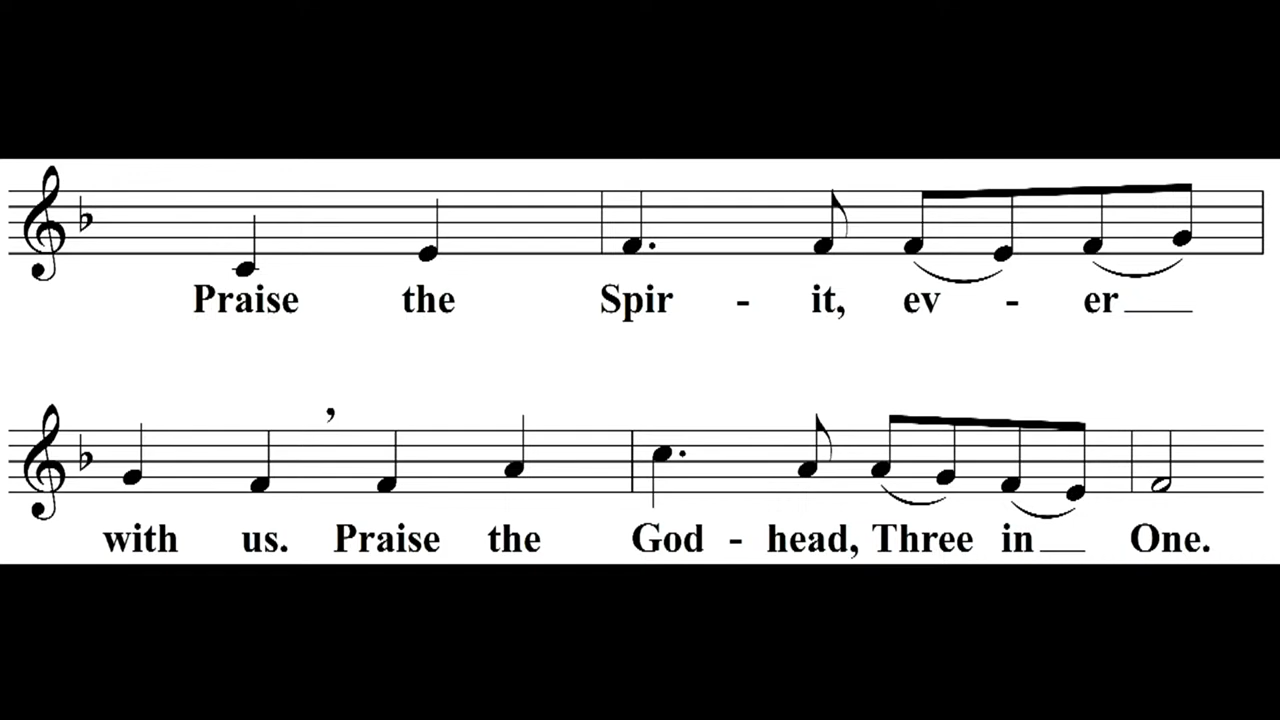 Praise the Spir - it, ev - er
with us. Praise the God - head, Three in One.